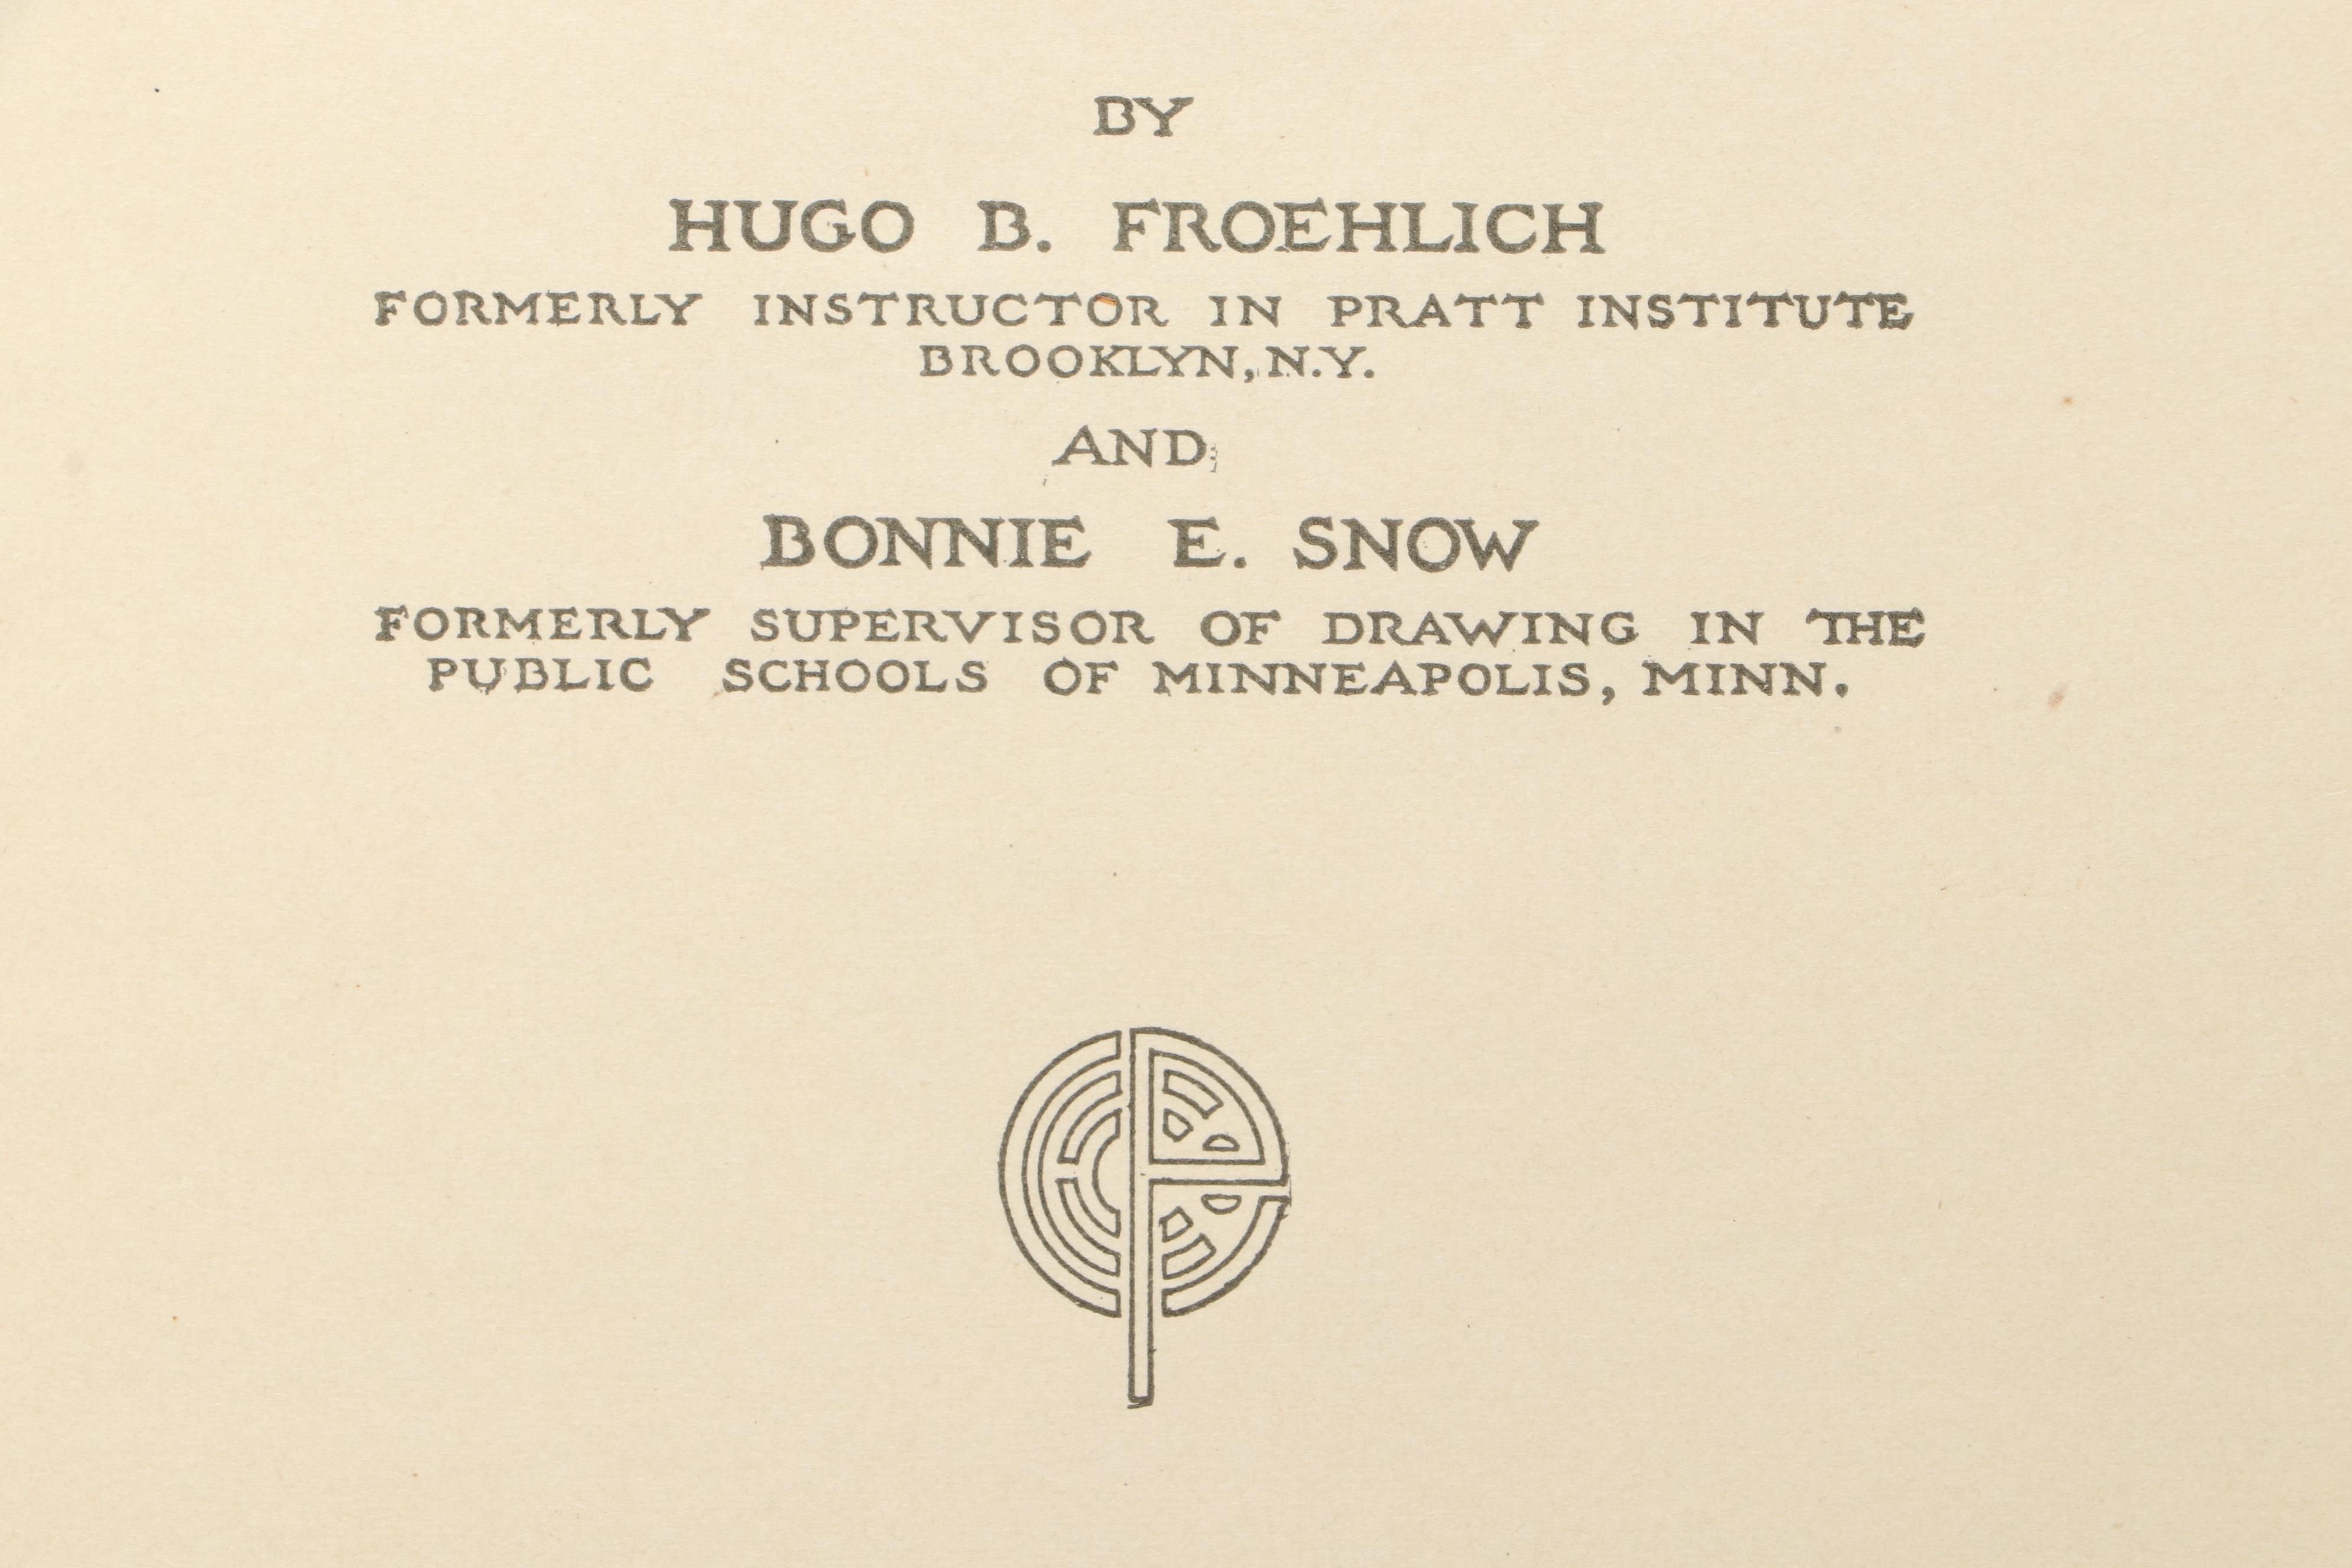 BY
HUGO B. FROEHLICH
FORMERLY INSTRUCTOR IN PRATT INSTITUTE
BROOKLYN, N.Y.
AND
BONNIE E. SNOW
FORMERLY SUPERVISOR OF DRAWING IN THE
PUBLIC SCHOOLS OF MINNEAPOLIS, MINN.